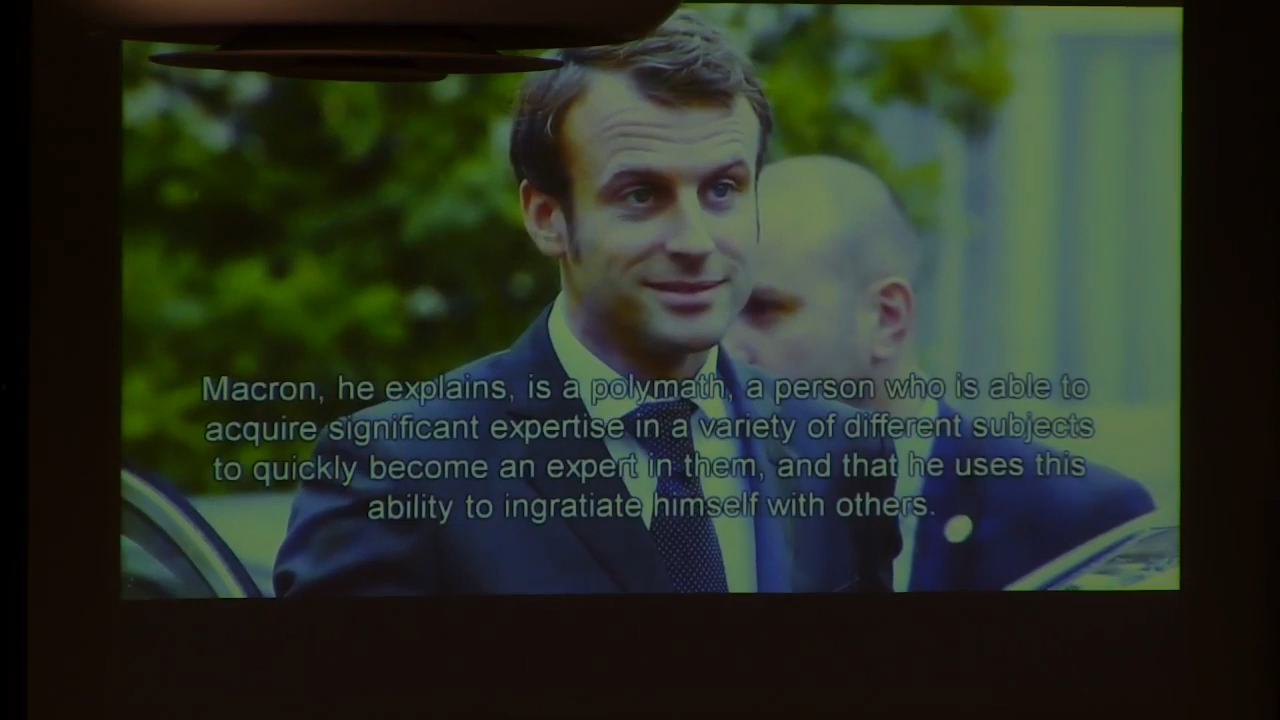 Macron, he explains, is a polymath, a person who is able to
acquire significant expertise in a variety of different subjects
to quickly become an expert in them, and that he uses this
ability to ingratiate himself with others.